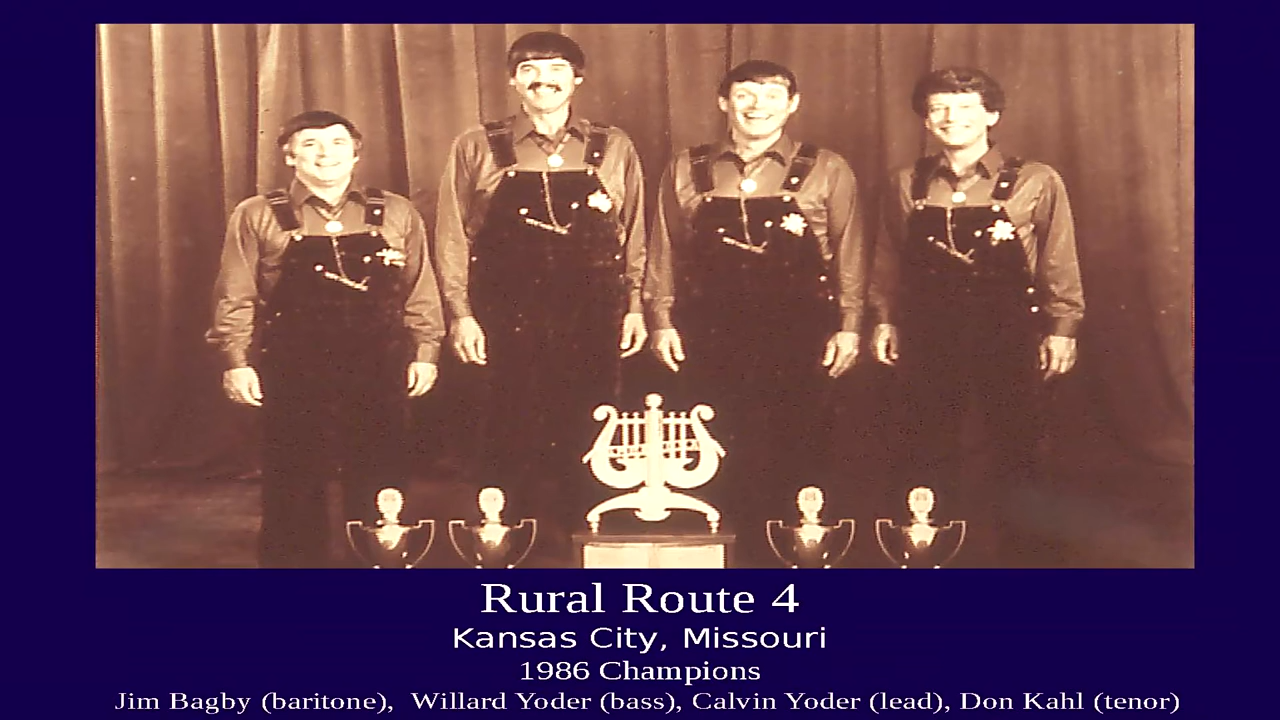 Rural Route 4
Kansas City, Missouri
1986 Champions
Jim Bagby (baritone),  Willard Yoder (bass), Calvin Yoder (lead), Don Kahl (tenor)